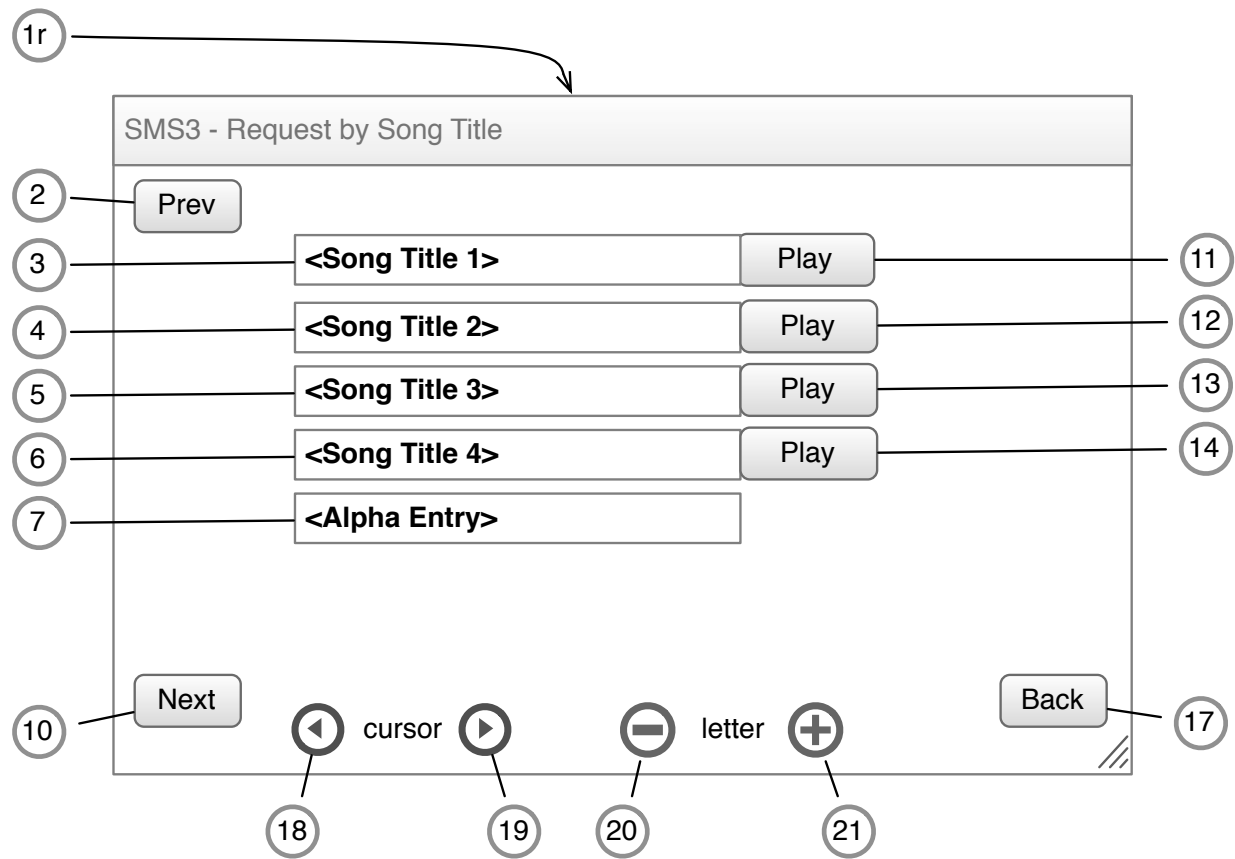 1r
SMS3 - Request by Song Title
2
Prev
3
<Song Title 1>
Play
11
4
<Song Title 2>
Play
12
5
<Song Title 3>
Play
13
6
<Song Title 4>
Play
14
7
<Alpha Entry>
10
Next
cursor
letter
Back
17
18
19
20
21